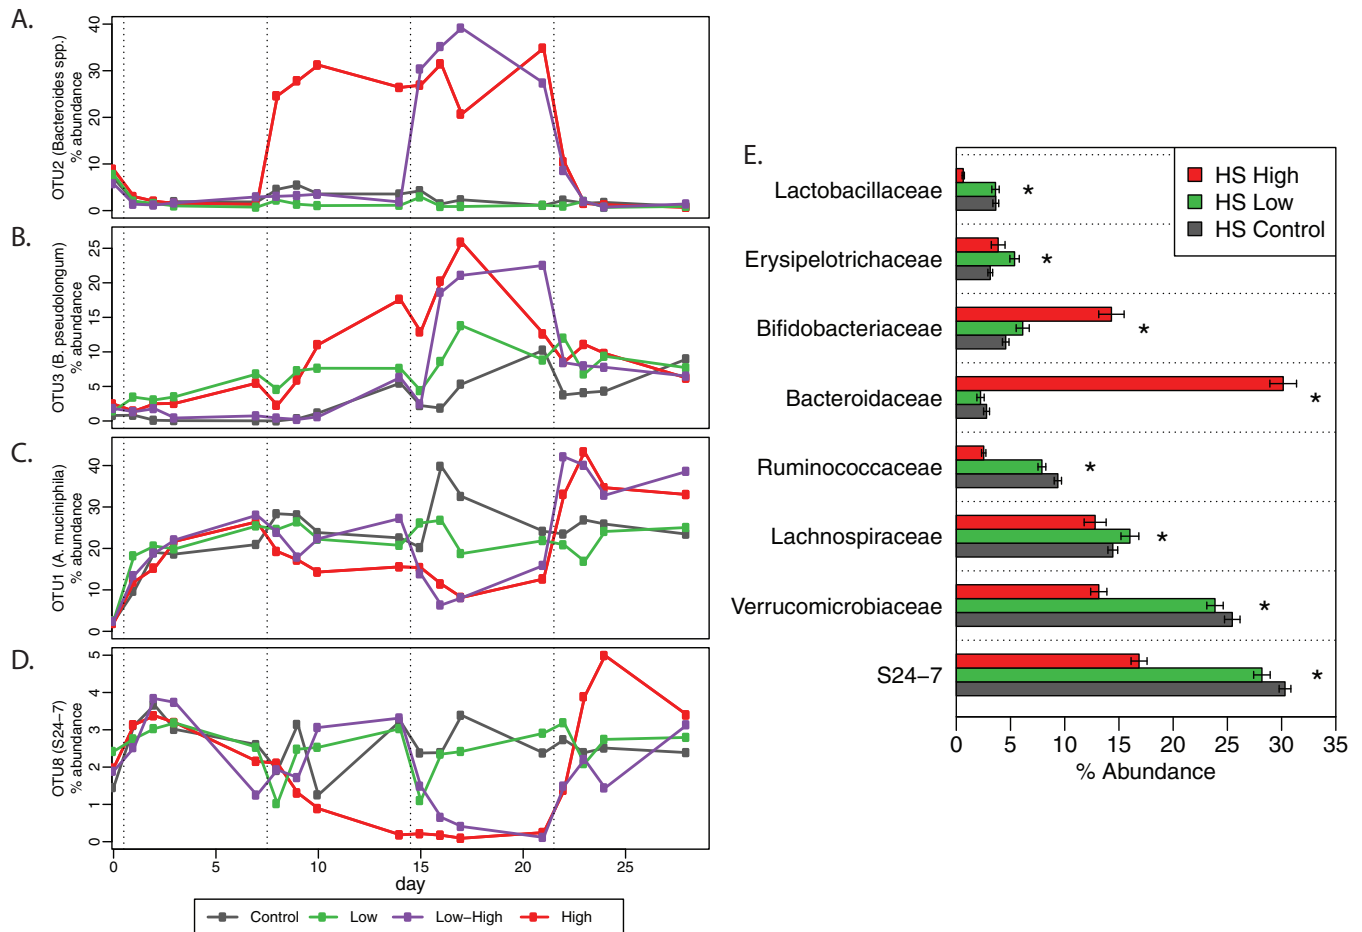 A.
OTU2 (Bacteroides spp.)
% abundance
0 10 20 30 40
B.
OTU3 (B. pseudolongum)
% abundance
0 5 10 15 20 25
C.
OTU1 (A. muciniphila)
% abundance
0 10 20 30 40
D.
OTU8 (S24−7)
% abundance
0 1 2 3 4 5
0 5 10 15 20 25
day
Control Low Low−High High
E.
HS High
HS Low
HS Control
Lactobacillaceae *
Erysipelotrichaceae *
Bifidobacteriaceae *
Bacteroidaceae *
Ruminococcaceae *
Lachnospiraceae *
Verrucomicrobiaceae *
S24−7 *
0 5 10 15 20 25 30 35
% Abundance